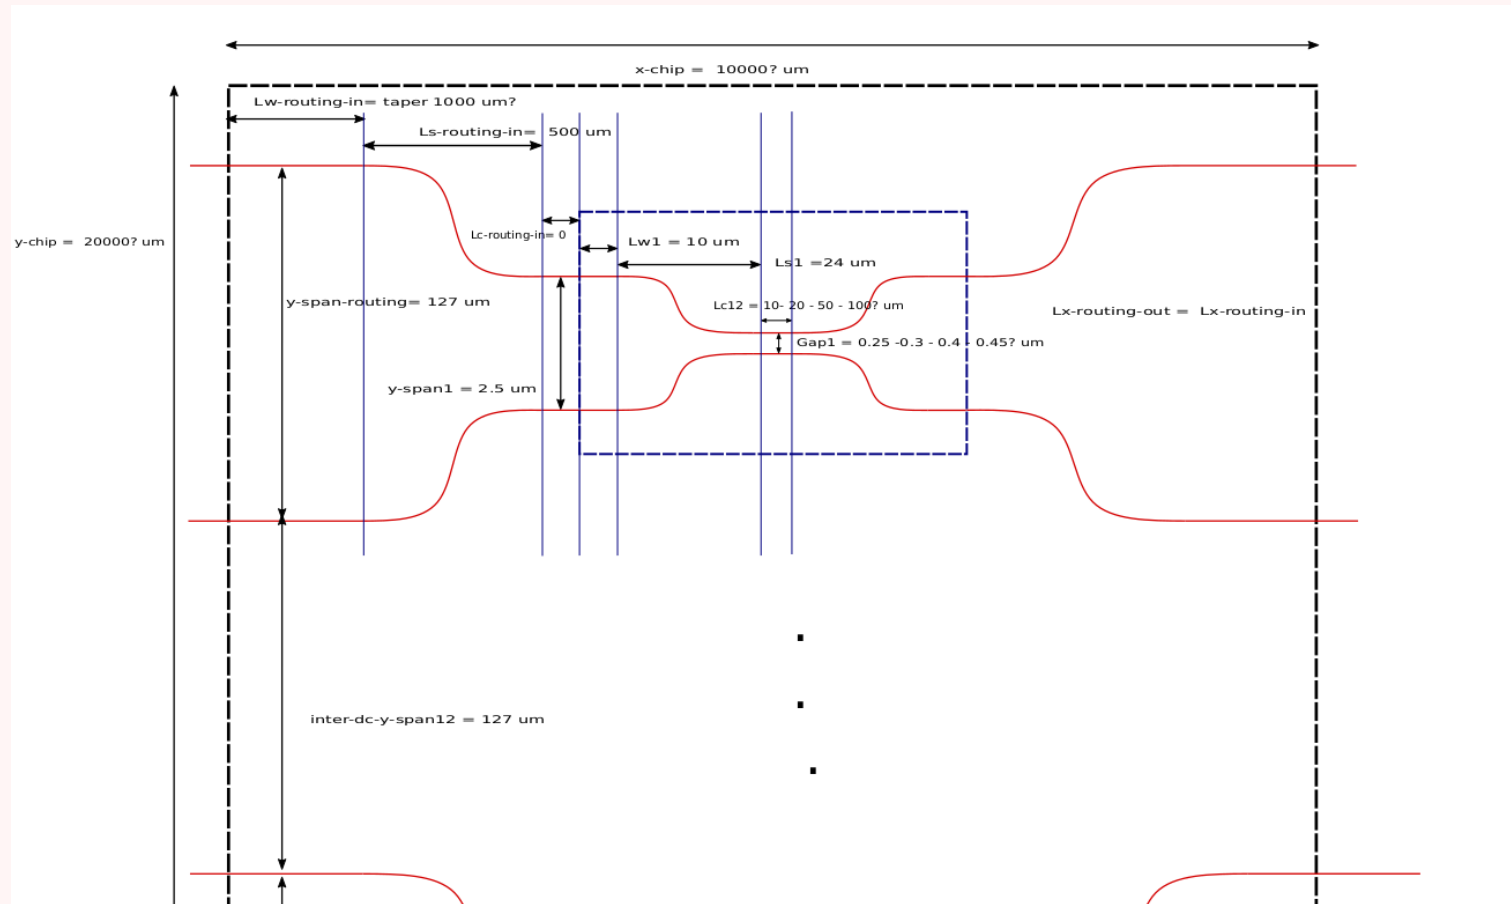 x-chip =  10000? um
Lw-routing-in= taper 1000 um?
Ls-routing-in=  500 um
y-chip =  20000? um
Lc-routing-in= 0
Lw1 = 10 um
Ls1 =24 um
y-span-routing= 127 um
Lc12 = 10- 20 - 50 - 100? um
Lx-routing-out =  Lx-routing-in
Gap1 = 0.25 -0.3 - 0.4 - 0.45? um
y-span1 = 2.5 um
inter-dc-y-span12 = 127 um